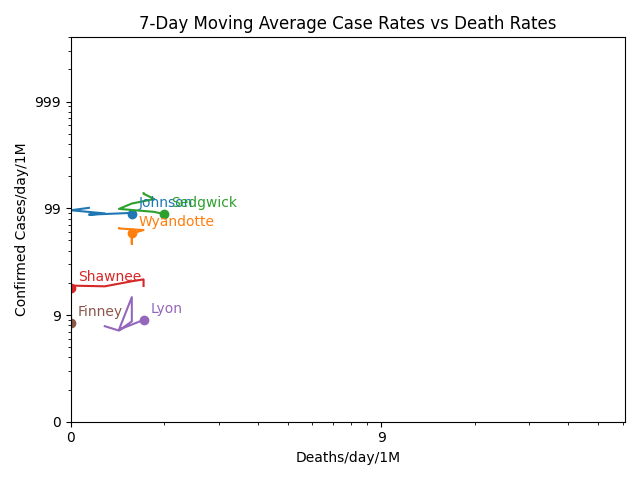 7-Day Moving Average Case Rates vs Death Rates
Confirmed Cases/day/1M
999
99
9
0
Johnson
Sedgwick
Wyandotte
Shawnee
Finney
Lyon
0
9
Deaths/day/1M